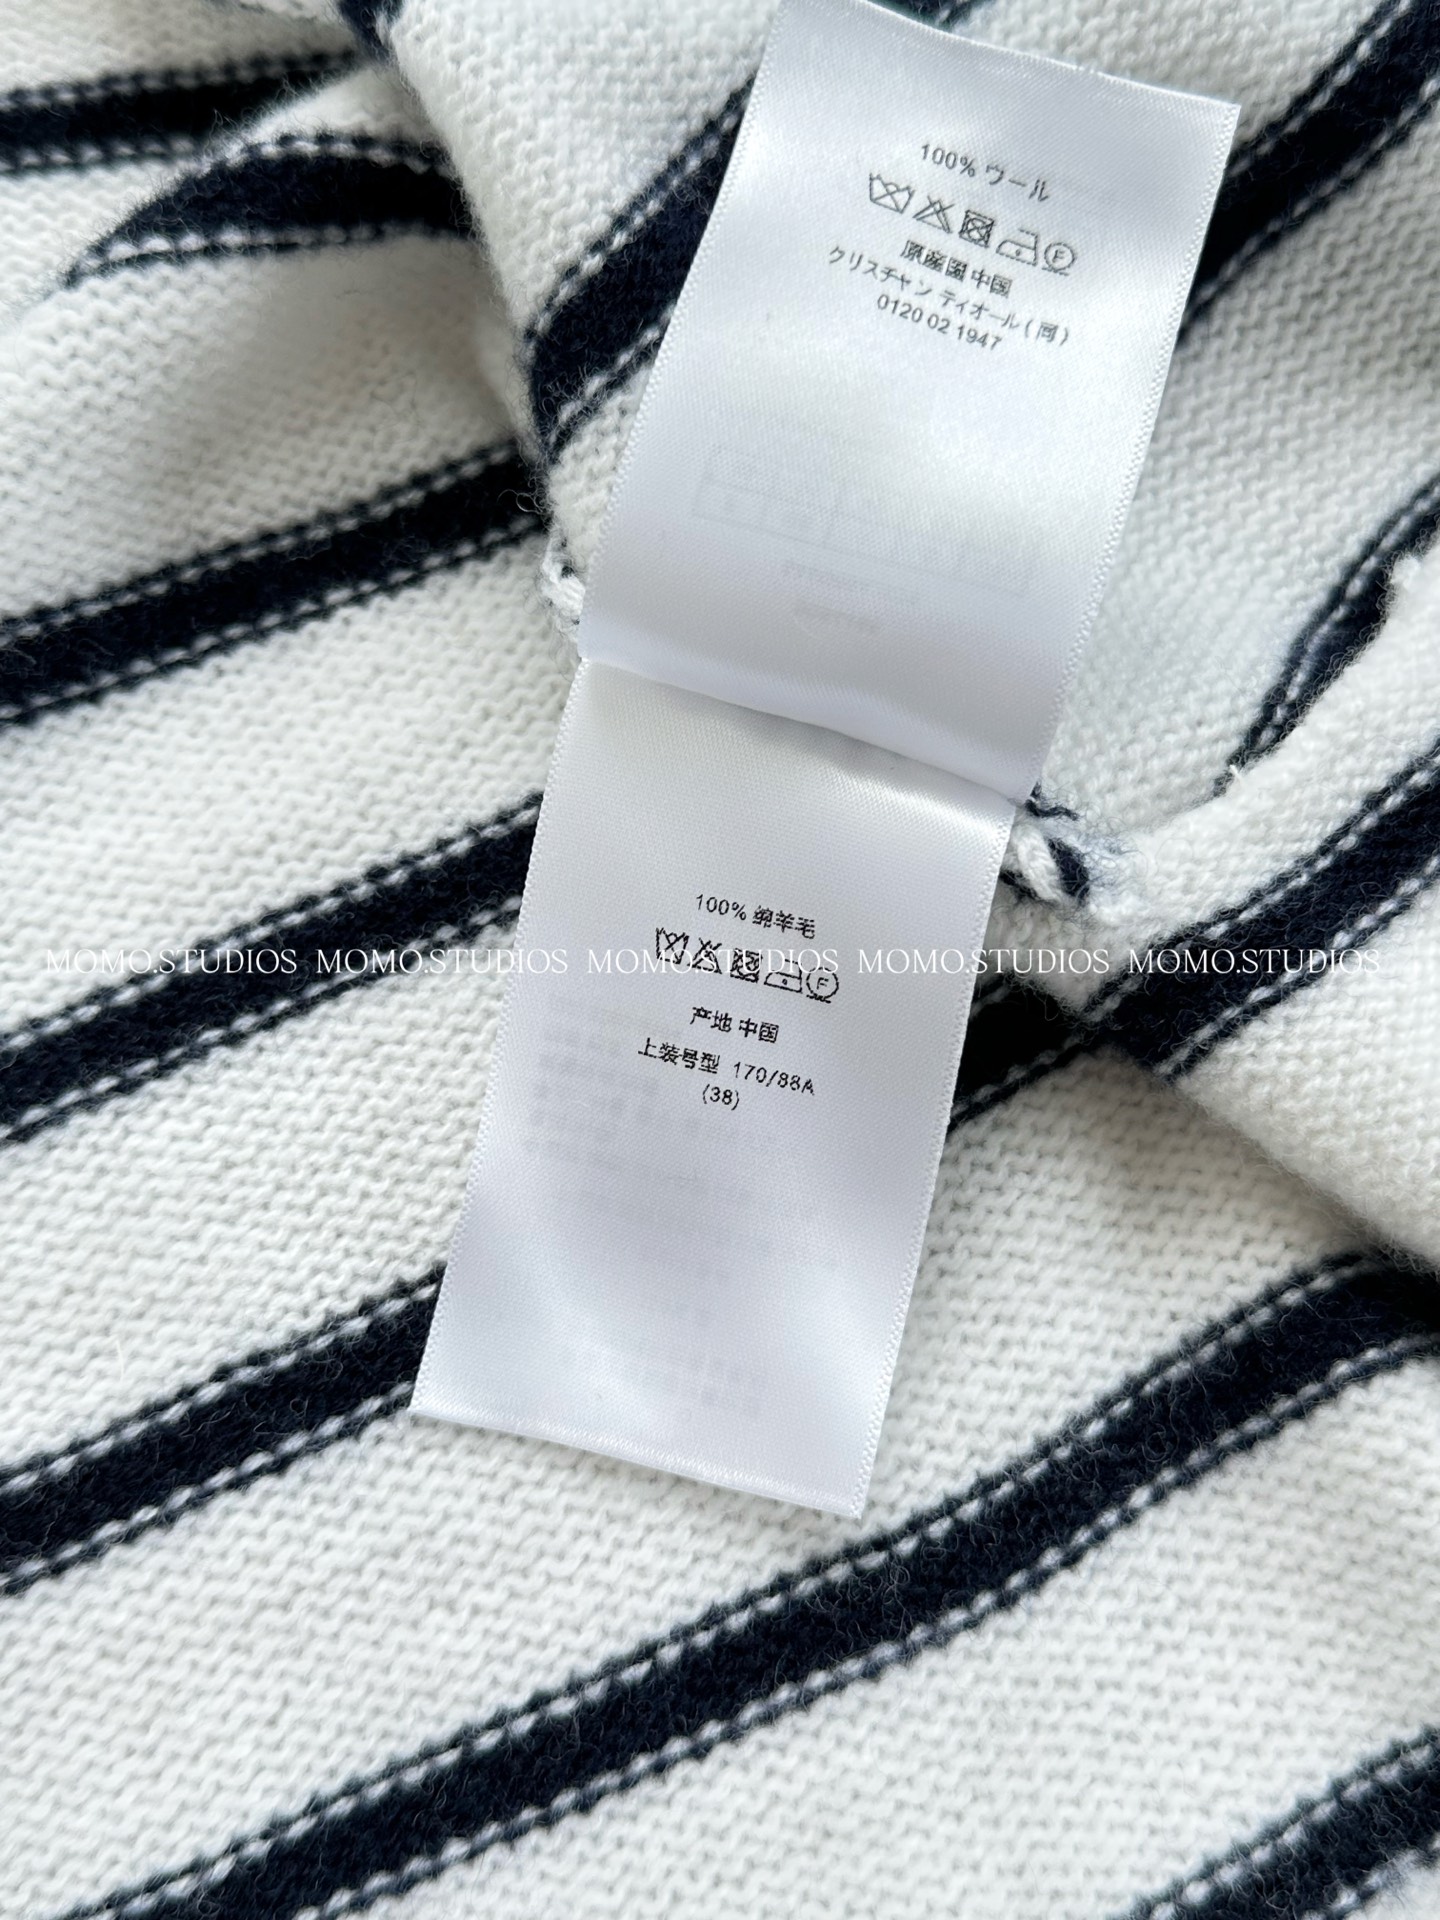 100% ウール
原産国 中国
クリスチャン ディオール(同)
0120 02 1947
100% 绵羊毛
MOMO.STUDIOS MOMO.STUDIOS MOMO.STUDIOS MOMO.STUDIOS MOMO.STUDIOS
F
产地 中国
上装号型 170/88A
(38)